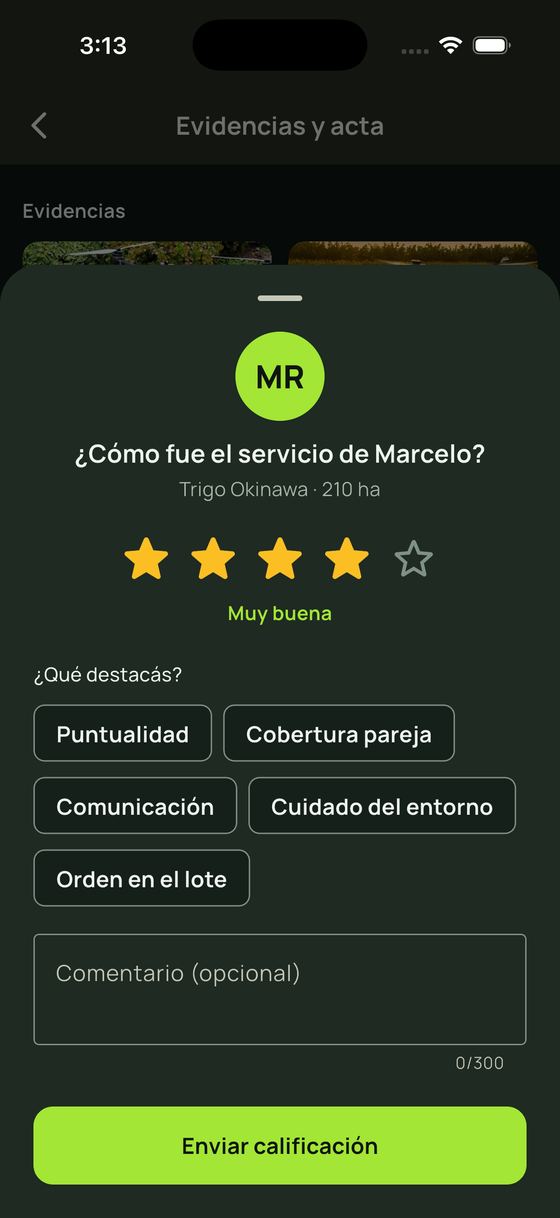 3:13
Evidencias y acta
Evidencias
MR
¿Cómo fue el servicio de Marcelo?
Trigo Okinawa · 210 ha
Muy buena
¿Qué destacás?
Puntualidad
Cobertura pareja
Comunicación
Cuidado del entorno
Orden en el lote
Comentario (opcional)
0/300
Enviar calificación